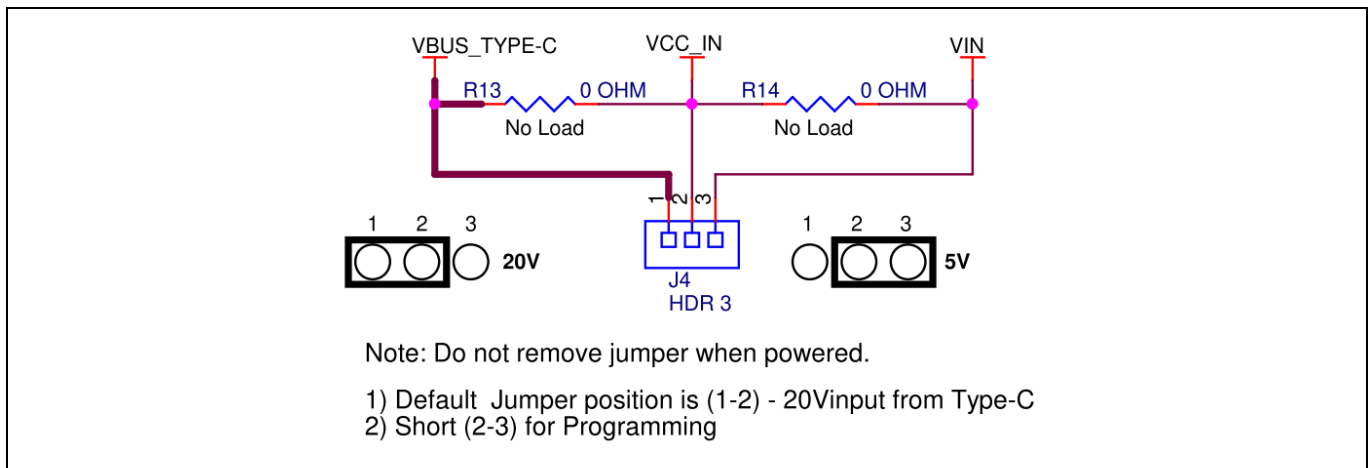 VBUS_TYPE-C VCC_IN VIN
R13 0 OHM R14 0 OHM
No Load No Load
1 2 3
1 2 3 1 2 3
20V 5V
J4
HDR 3
Note: Do not remove jumper when powered.
1) Default Jumper position is (1-2) - 20Vinput from Type-C
2) Short (2-3) for Programming